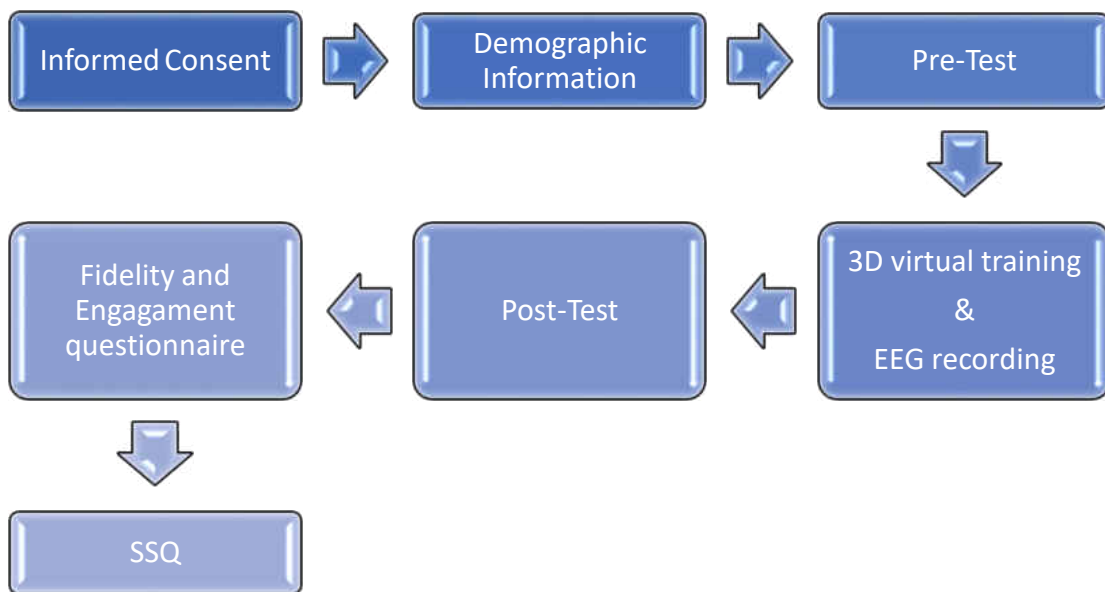 Informed Consent
Demographic
Information
Pre-Test
3D virtual training
&
EEG recording
Post-Test
Fidelity and
Engagament
questionnaire
SSQ